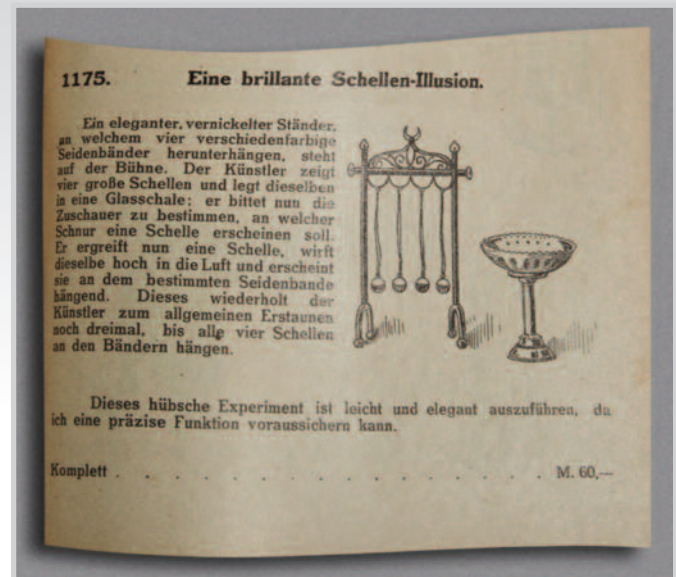 1175. Eine brillante Schellen-Illusion.
Ein eleganter, vernickelter Ständer,
an welchem vier verschiedenfarbige
Seidenbänder herunterhängen, steht
auf der Bühne. Der Künstler zeigt
vier große Schellen und legt dieselben
in eine Glasschale; er bittet nun die
Zuschauer zu bestimmen, an welcher
Schnur eine Schelle erscheinen soll.
Er ergreift nun eine Schelle, wirft
dieselbe hoch in die Luft und erscheint
sie an dem bestimmten Seidenbande
hängend. Dieses wiederholt der
Künstler zum allgemeinen Erstaunen
noch dreimal, bis alle vier Schellen
an den Bändern hängen.
Dieses hübsche Experiment ist leicht und elegant auszuführen, da
ich eine präzise Funktion voraussichern kann.
Komplett . . . . . . . . . . . . . . . M. 60,—